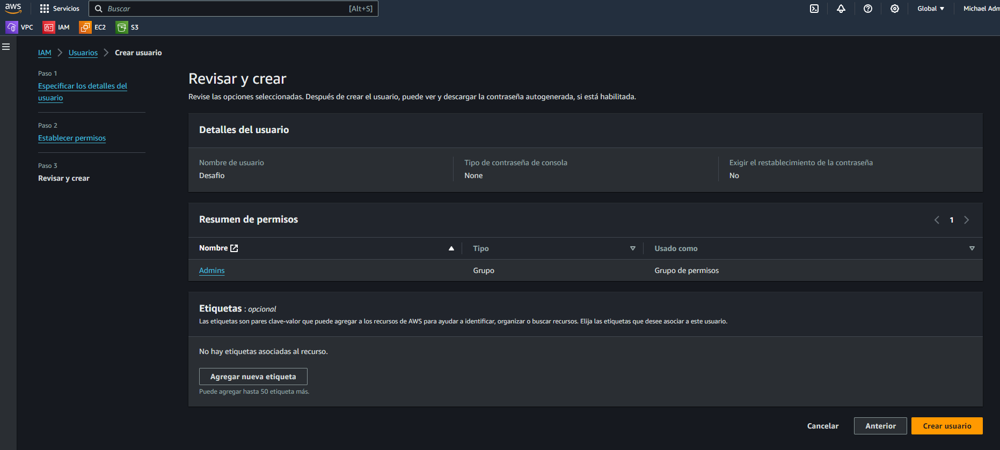 aws
Servicios
Buscar [Alt+S]
Global
Michael Adm
VPC
IAM
EC2
S3
IAM
Usuarios
Crear usuario
Paso 1
Especificar los detalles del
usuario
Paso 2
Establecer permisos
Paso 3
Revisar y crear
Revisar y crear
Revise las opciones seleccionadas. Después de crear el usuario, puede ver y descargar la contraseña autogenerada, si está habilitada.
Detalles del usuario
Nombre de usuario
Desafio
Tipo de contraseña de consola
None
Exigir el restablecimiento de la contraseña
No
Resumen de permisos
1
Nombre
Tipo
Usado como
Admins
Grupo
Grupo de permisos
Etiquetas : opcional
Las etiquetas son pares clave-valor que puede agregar a los recursos de AWS para ayudar a identificar, organizar o buscar recursos. Elija las etiquetas que desee asociar a este usuario.
No hay etiquetas asociadas al recurso.
Agregar nueva etiqueta
Puede agregar hasta 50 etiqueta más.
Cancelar
Anterior
Crear usuario